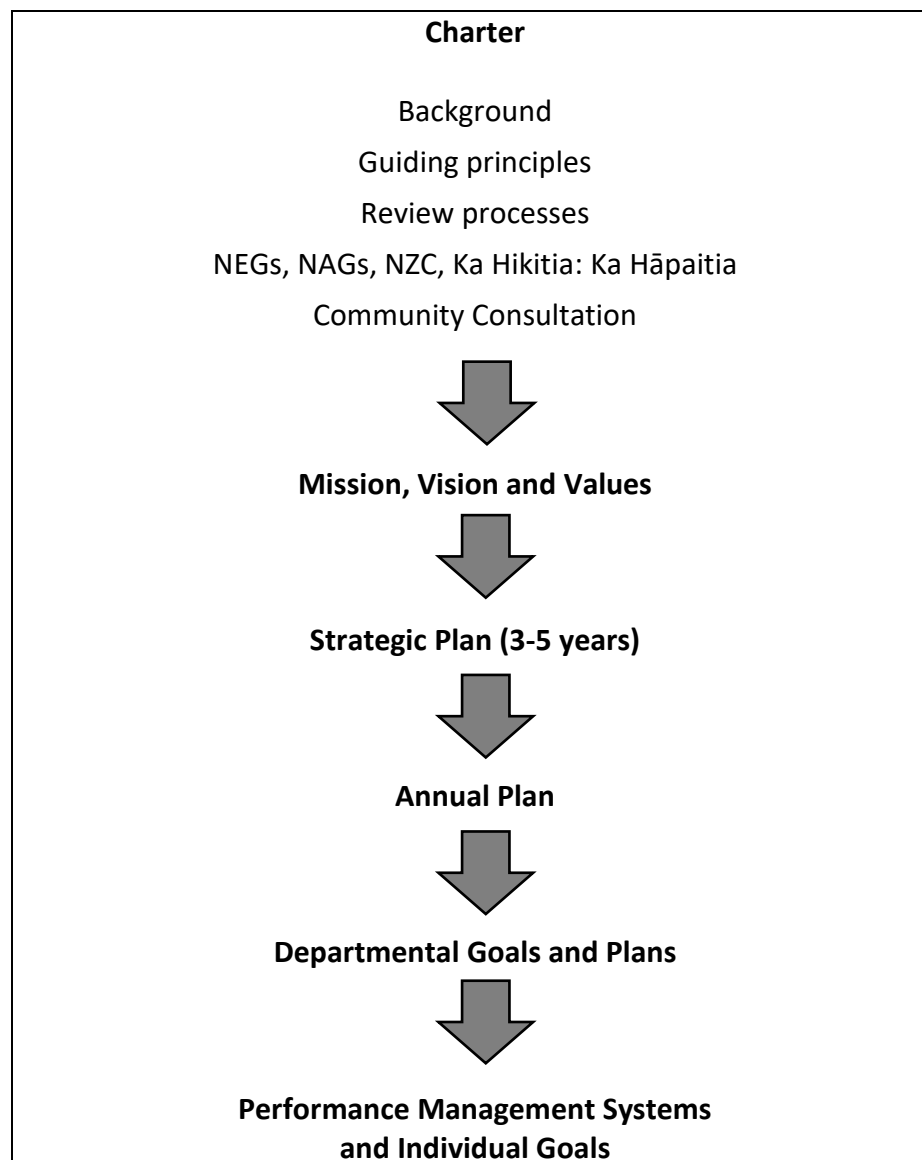 Charter
Background
Guiding principles
Review processes
NEGs, NAGs, NZC, Ka Hikitia: Ka Hāpaitia
Community Consultation
Mission, Vision and Values
Strategic Plan (3-5 years)
Annual Plan
Departmental Goals and Plans
Performance Management Systems
and Individual Goals